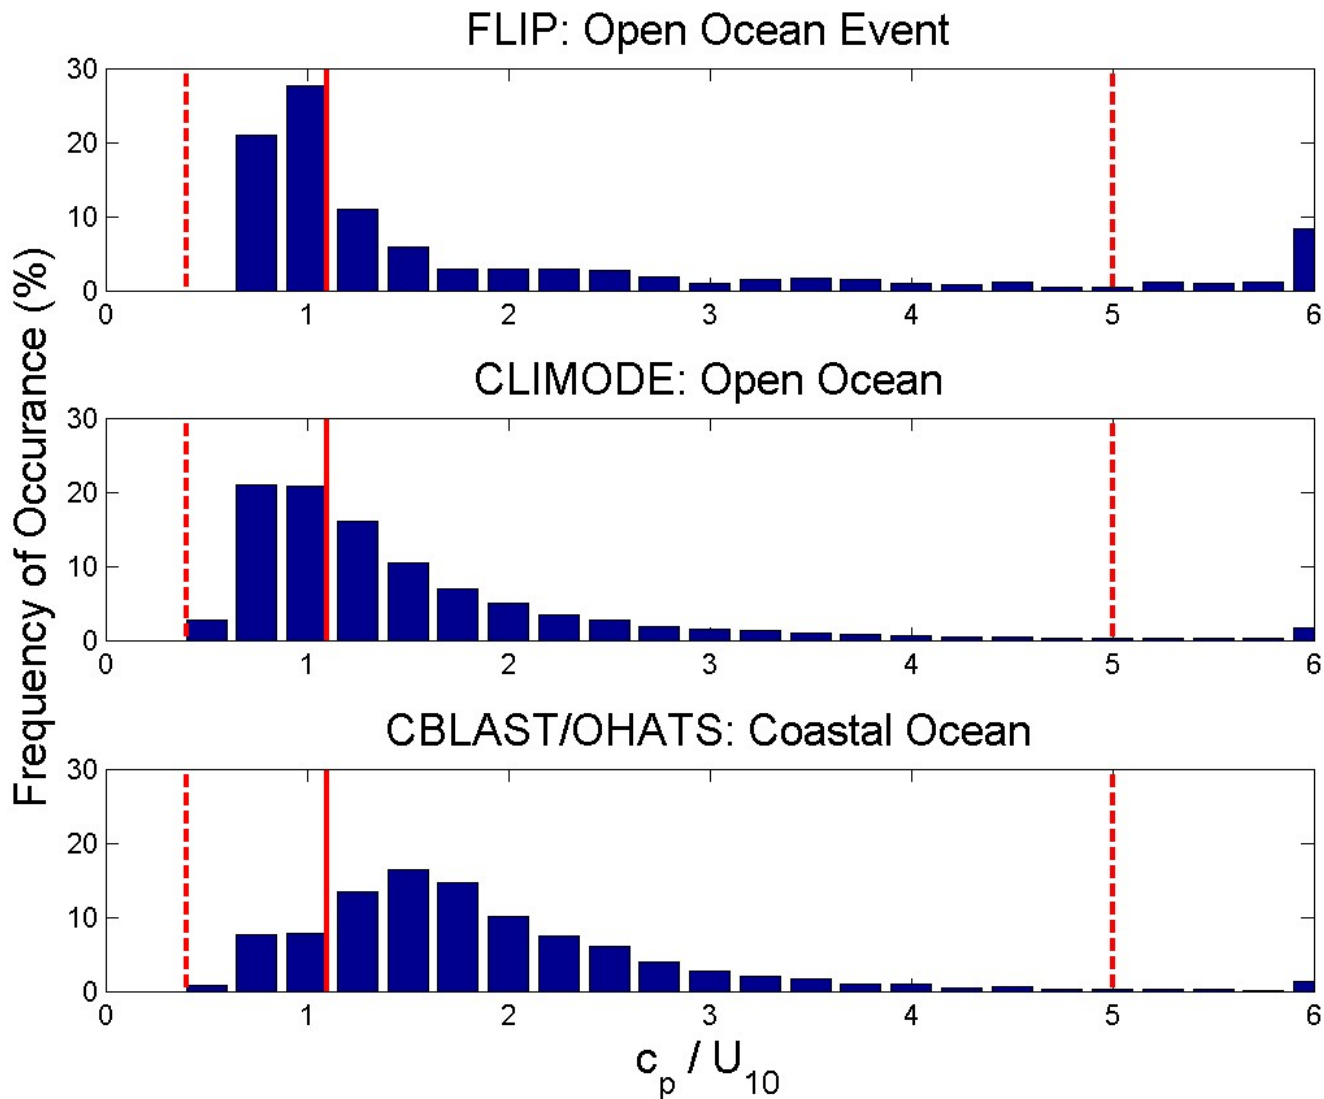 FLIP: Open Ocean Event
30
20
10
0
0 1 2 3 4 5 6
CLIMODE: Open Ocean
30
20
10
0
0 1 2 3 4 5 6
CBLAST/OHATS: Coastal Ocean
30
20
10
0
0 1 2 3 4 5 6
Frequency of Occurance (%)
c_p / U_10